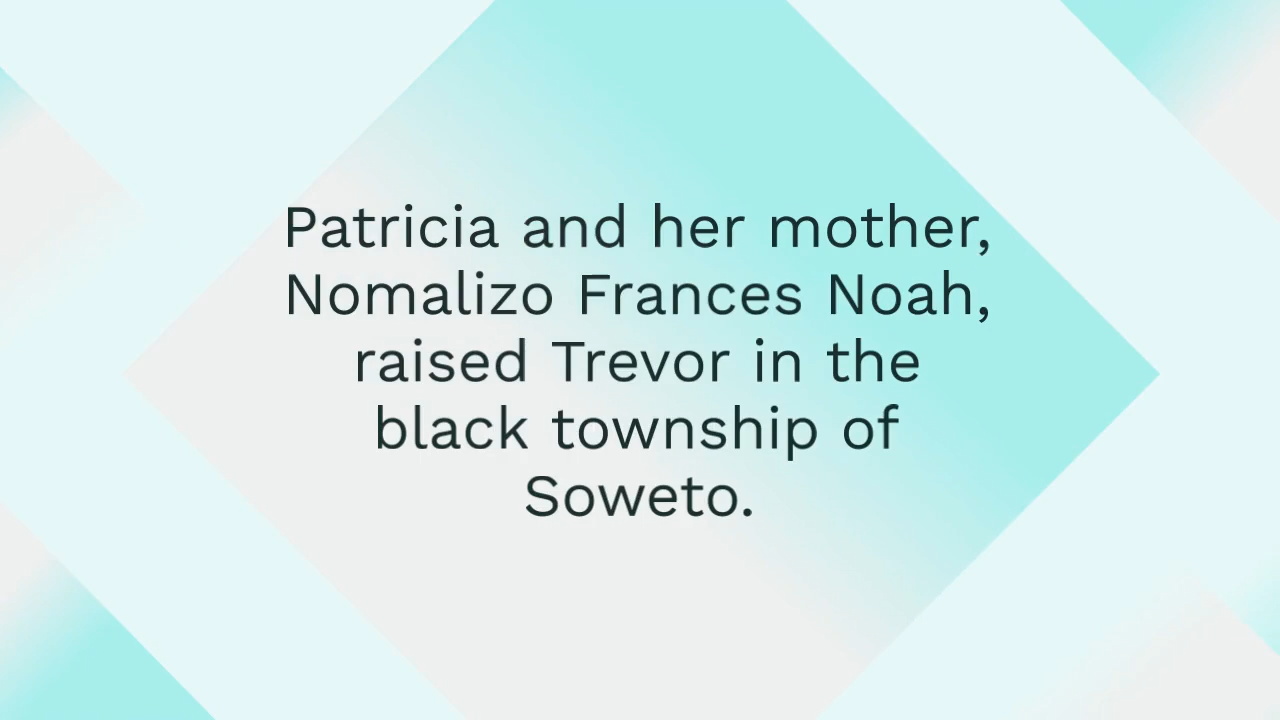 Patricia and her mother,
Nomalizo Frances Noah,
raised Trevor in the
black township of
Soweto.